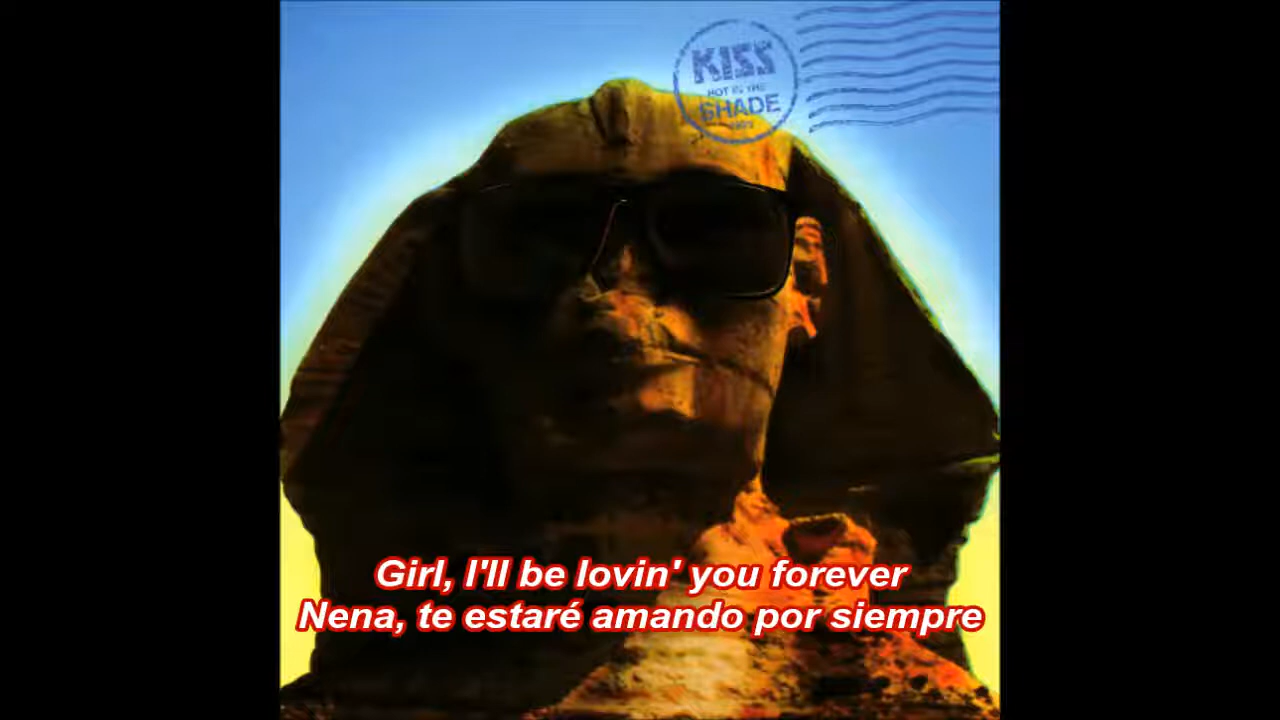 KISS
HOT IN THE
SHADE
Girl, I'll be lovin' you forever
Nena, te estaré amando por siempre